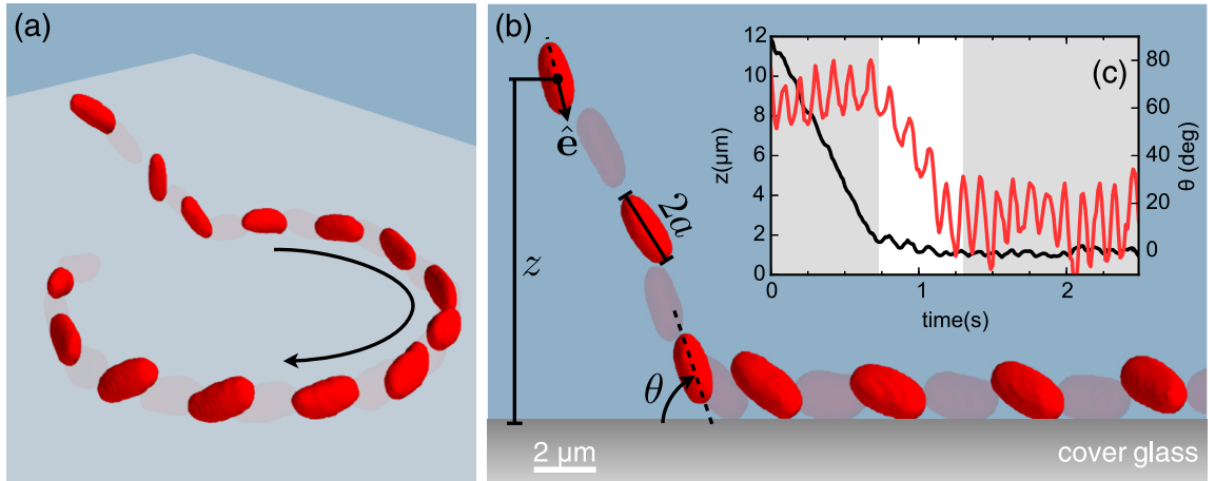 (a)
(b)
ê
2a
z
θ
2 μm
cover glass
(c)
12
10
8
6
4
2
0
z(μm)
80
60
40
20
0
θ (deg)
0
1
2
time(s)